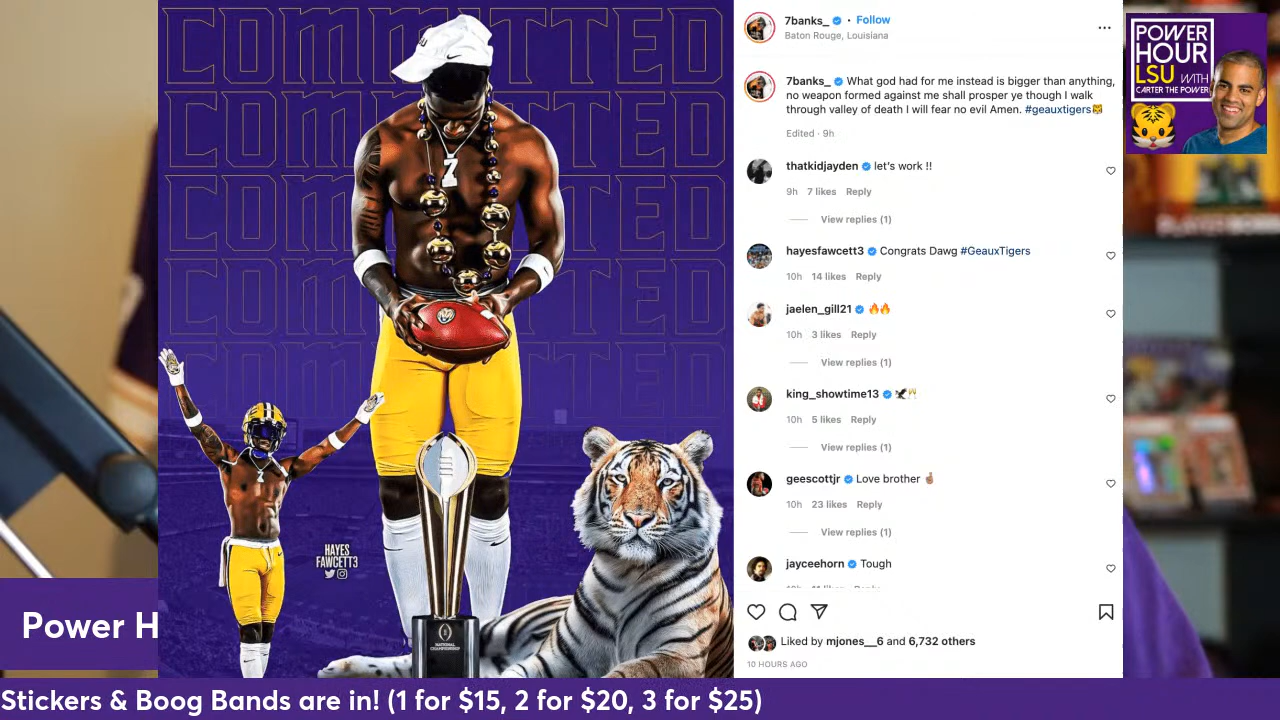 COMMITTED
COMMITTED
COMMITTED
COMMITTED
COMMITTED
7
HAYES
FAWCETT3
NATIONAL
CHAMPIONSHIP
7banks_ • Follow
Baton Rouge, Louisiana
7banks_ What god had for me instead is bigger than anything,
no weapon formed against me shall prosper ye though I walk
through valley of death I will fear no evil Amen. #geauxtigers🐯
Edited · 9h
thatkidjayden let's work !!
9h 7 likes Reply
View replies (1)
hayesfawcett3 Congrats Dawg #GeauxTigers
10h 14 likes Reply
jaelen_gill21 🔥🔥
10h 3 likes Reply
View replies (1)
king_showtime13 🦅🥂
10h 5 likes Reply
View replies (1)
geescottjr Love brother 🤞🏽
10h 23 likes Reply
View replies (1)
jayceehorn Tough
Liked by mjones__6 and 6,732 others
10 HOURS AGO
POWER
HOUR
LSU WITH
CARTER THE POWER
Power H
Stickers & Boog Bands are in! (1 for $15, 2 for $20, 3 for $25)